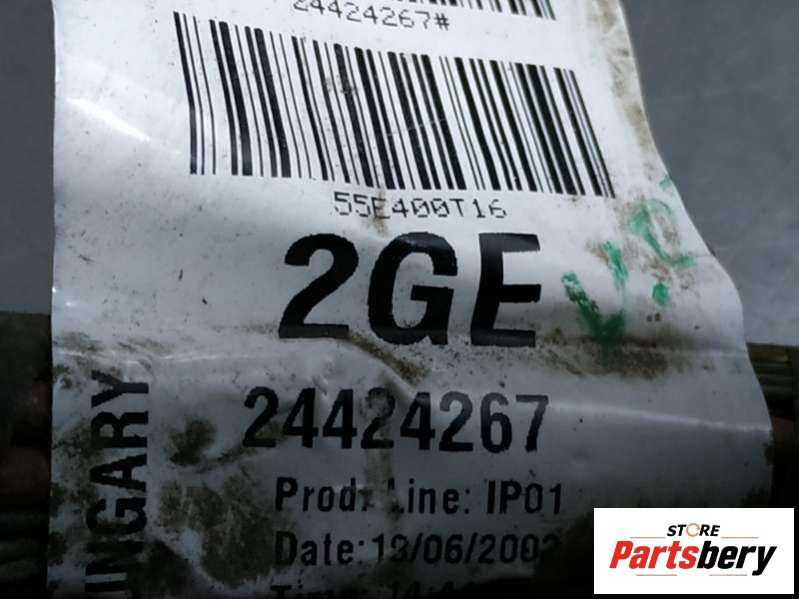 24424267#
55E400T16
2GE
24424267
Prod. Line: IP01
INGARY
STORE
Partsbery